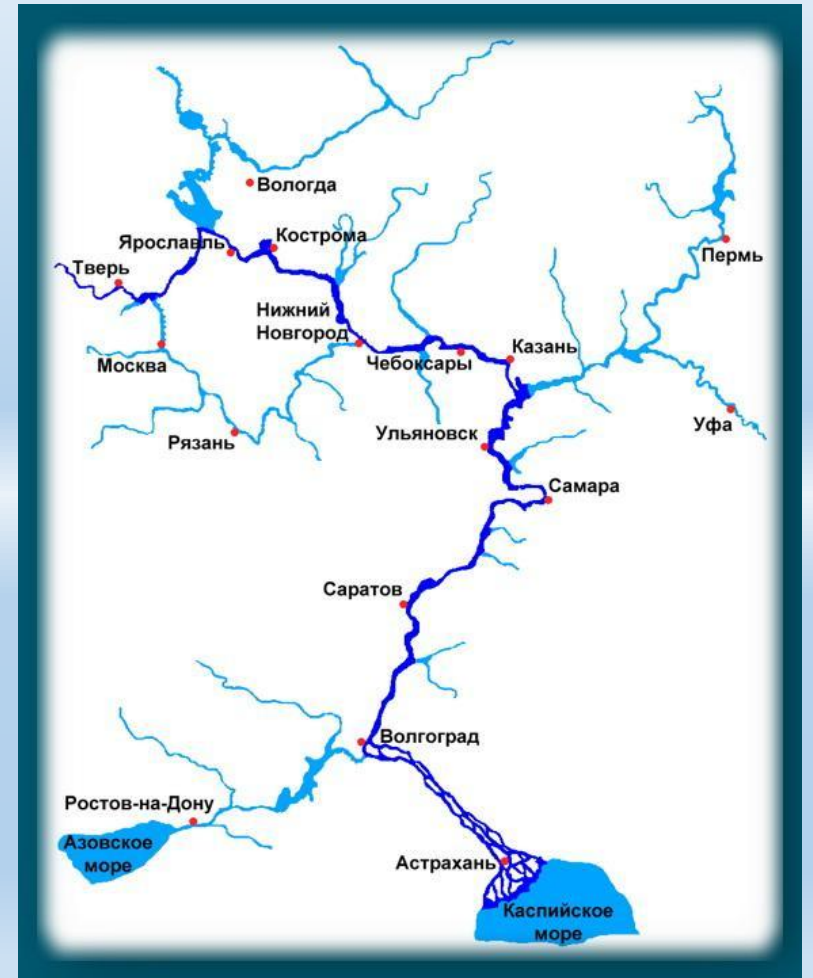 Вологда
Ярославль
Кострома
Тверь
Пермь
Нижний
Новгород
Москва
Чебоксары
Казань
Рязань
Ульяновск
Уфа
Самара
Саратов
Волгоград
Ростов-на-Дону
Азовское
море
Астрахань
Каспийское
море